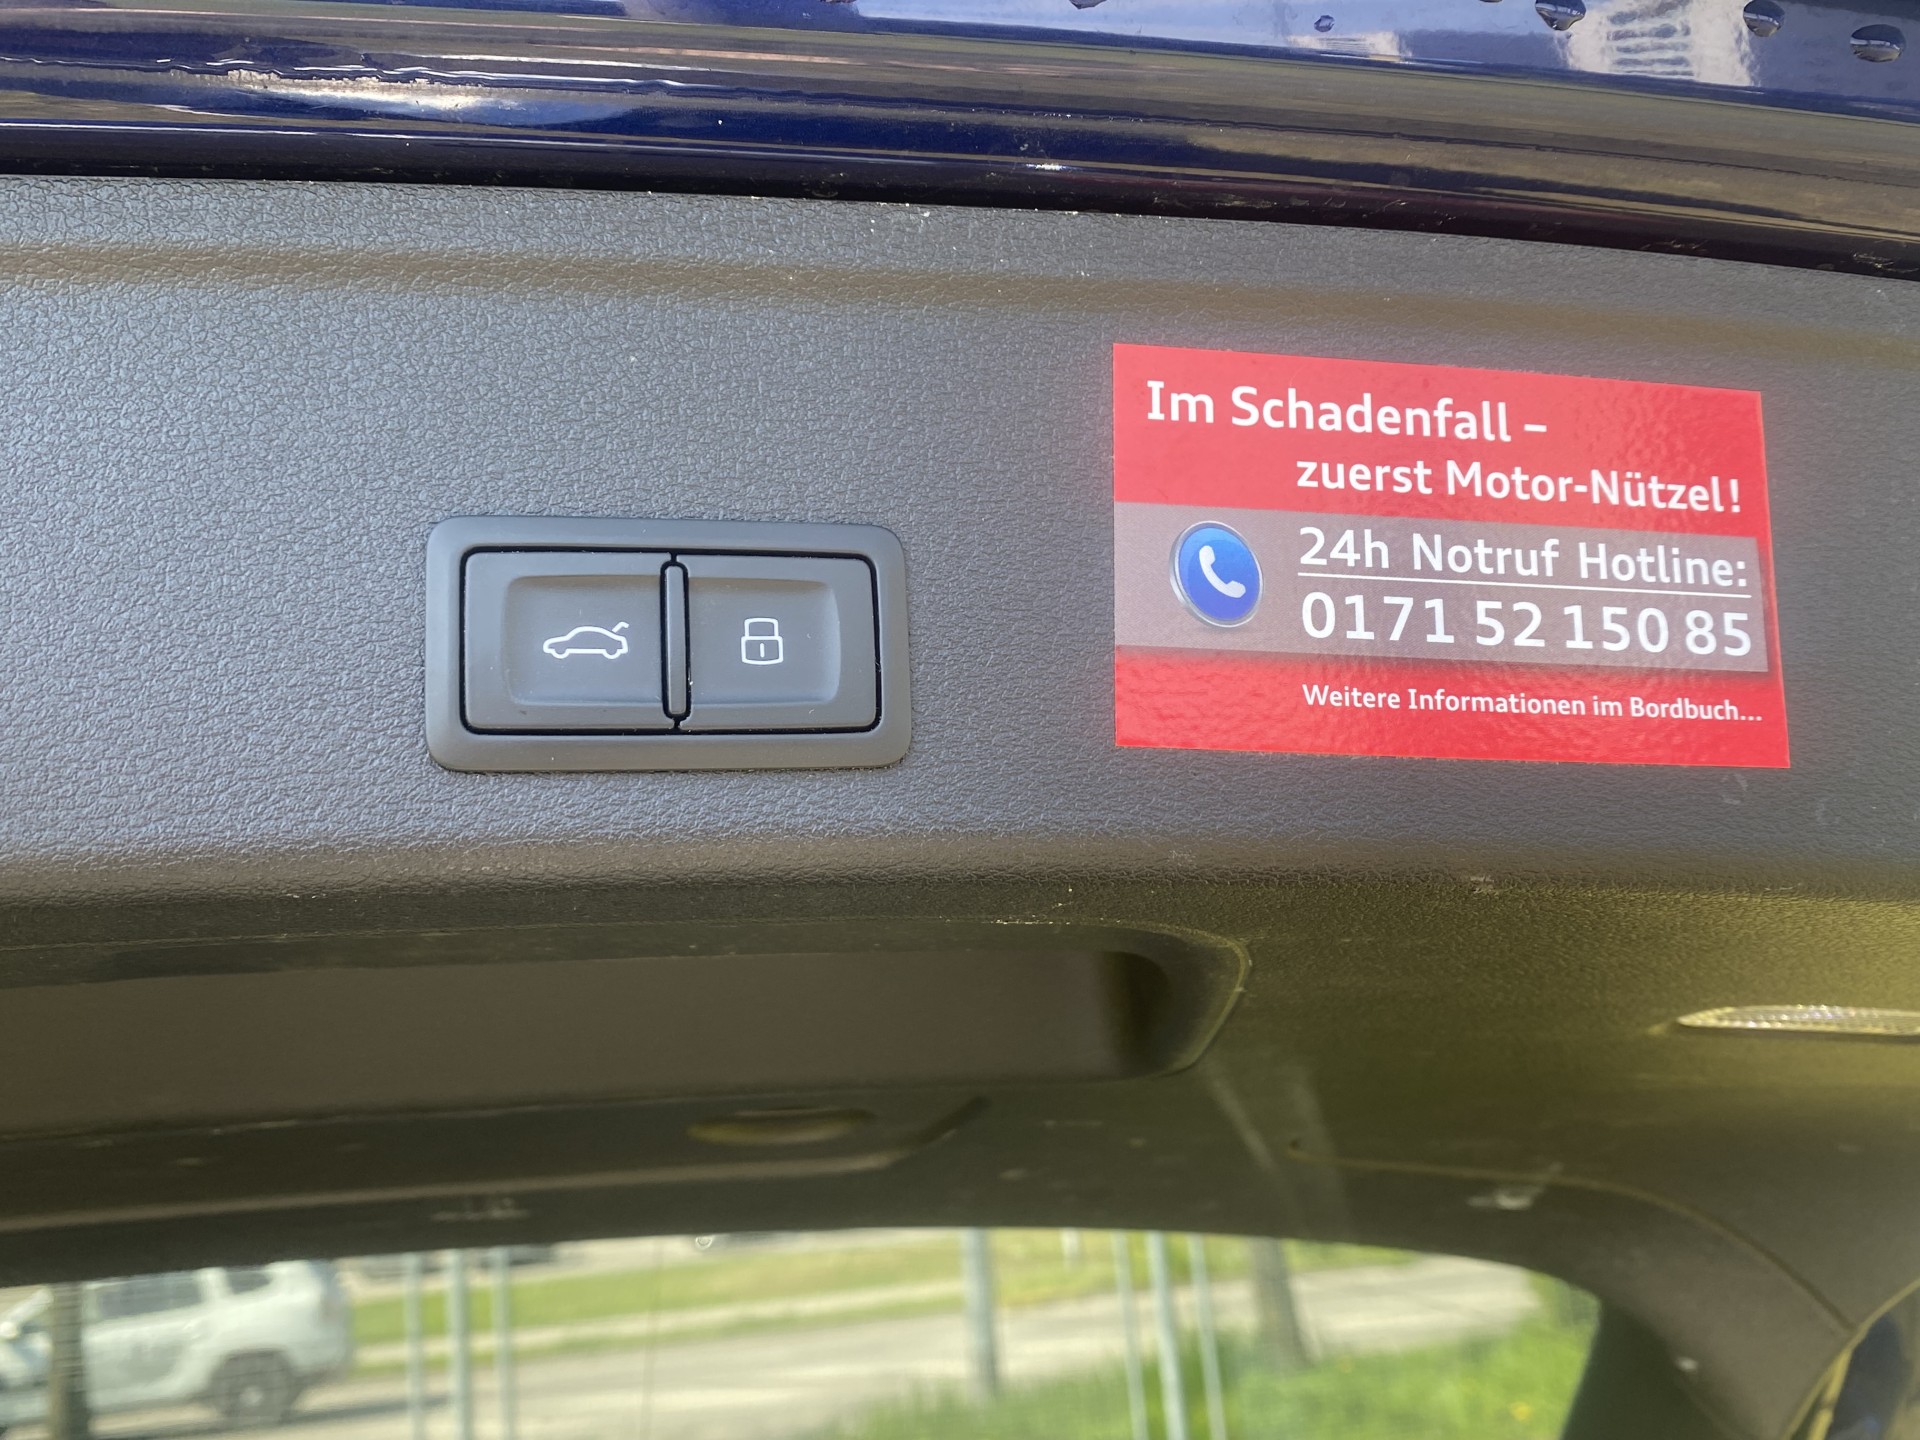 Im Schadenfall –
zuerst Motor-Nützel!
24h Notruf Hotline:
0171 52 150 85
Weitere Informationen im Bordbuch...